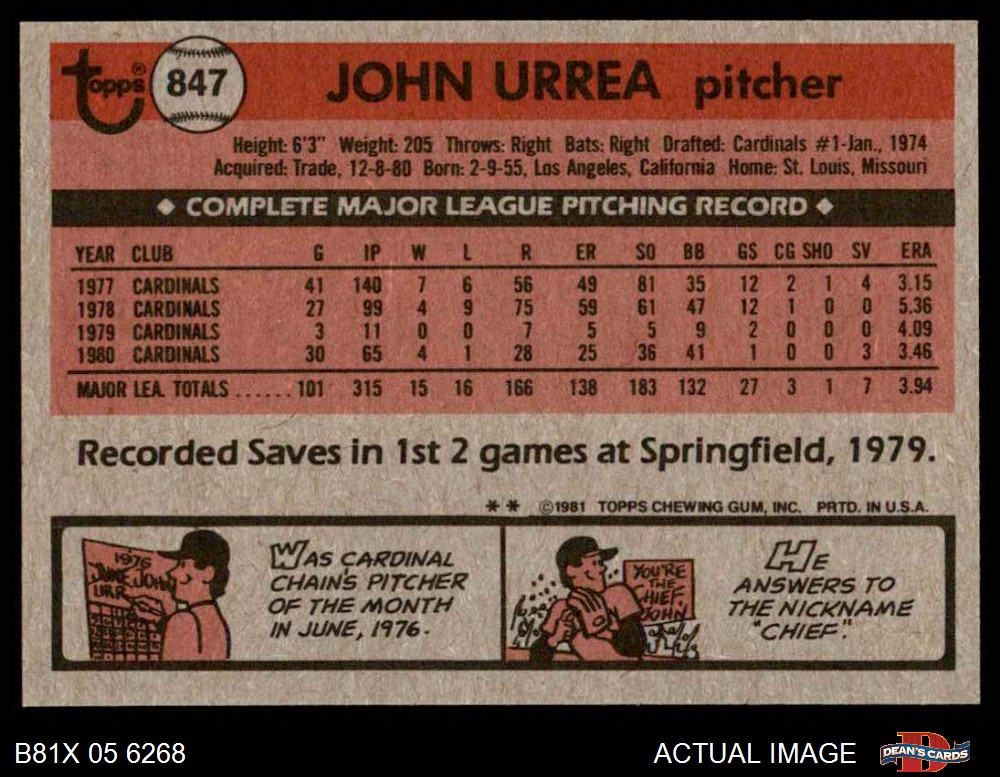 topps® 847 JOHN URREA pitcher
Height: 6'3" Weight: 205 Throws: Right Bats: Right Drafted: Cardinals #1-Jan., 1974
Acquired: Trade, 12-8-80 Born: 2-9-55, Los Angeles, California Home: St. Louis, Missouri
◆ COMPLETE MAJOR LEAGUE PITCHING RECORD ◆
YEAR CLUB G IP W L R ER SO BB GS CG SHO SV ERA
1977 CARDINALS 41 140 7 6 56 49 81 35 12 2 1 4 3.15
1978 CARDINALS 27 99 4 9 75 59 61 47 12 1 0 0 5.36
1979 CARDINALS 3 11 0 0 7 5 5 9 2 0 0 0 4.09
1980 CARDINALS 30 65 4 1 28 25 36 41 1 0 0 3 3.46
MAJOR LEA. TOTALS ...... 101 315 15 16 166 138 183 132 27 3 1 7 3.94
Recorded Saves in 1st 2 games at Springfield, 1979.
** ©1981 TOPPS CHEWING GUM, INC. PRTD. IN U.S.A.
1976
JUNE JOHN
URR
WAS CARDINAL
CHAIN'S PITCHER
OF THE MONTH
IN JUNE, 1976.
YOU'RE
THE
CHIEF
JOHN
HE
ANSWERS TO
THE NICKNAME
"CHIEF".
B81X 05 6268 ACTUAL IMAGE DEAN'S CARDS